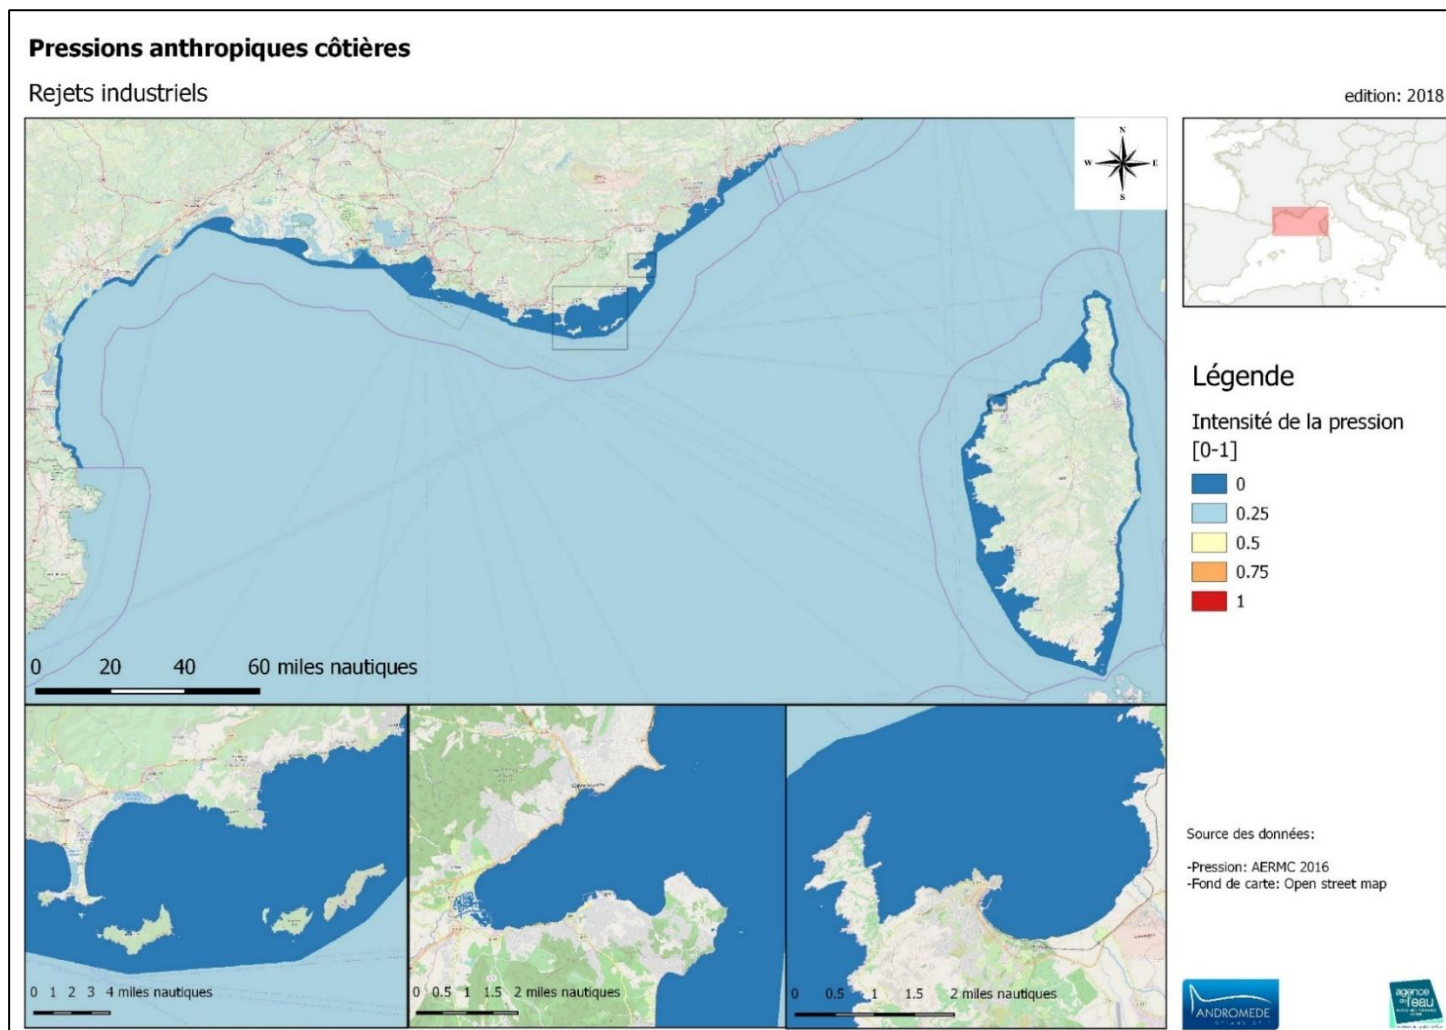 Pressions anthropiques côtières
Rejets industriels
edition: 2018
N
W
E
S
0 20 40 60 miles nautiques
Légende
Intensité de la pression
[0-1]
0
0.25
0.5
0.75
1
0 1 2 3 4 miles nautiques
0 0.5 1 1.5 2 miles nautiques
0 0.5 1 1.5 2 miles nautiques
Source des données:
-Pression: AERMC 2016
-Fond de carte: Open street map
ANDROMEDE
agence
de l'eau